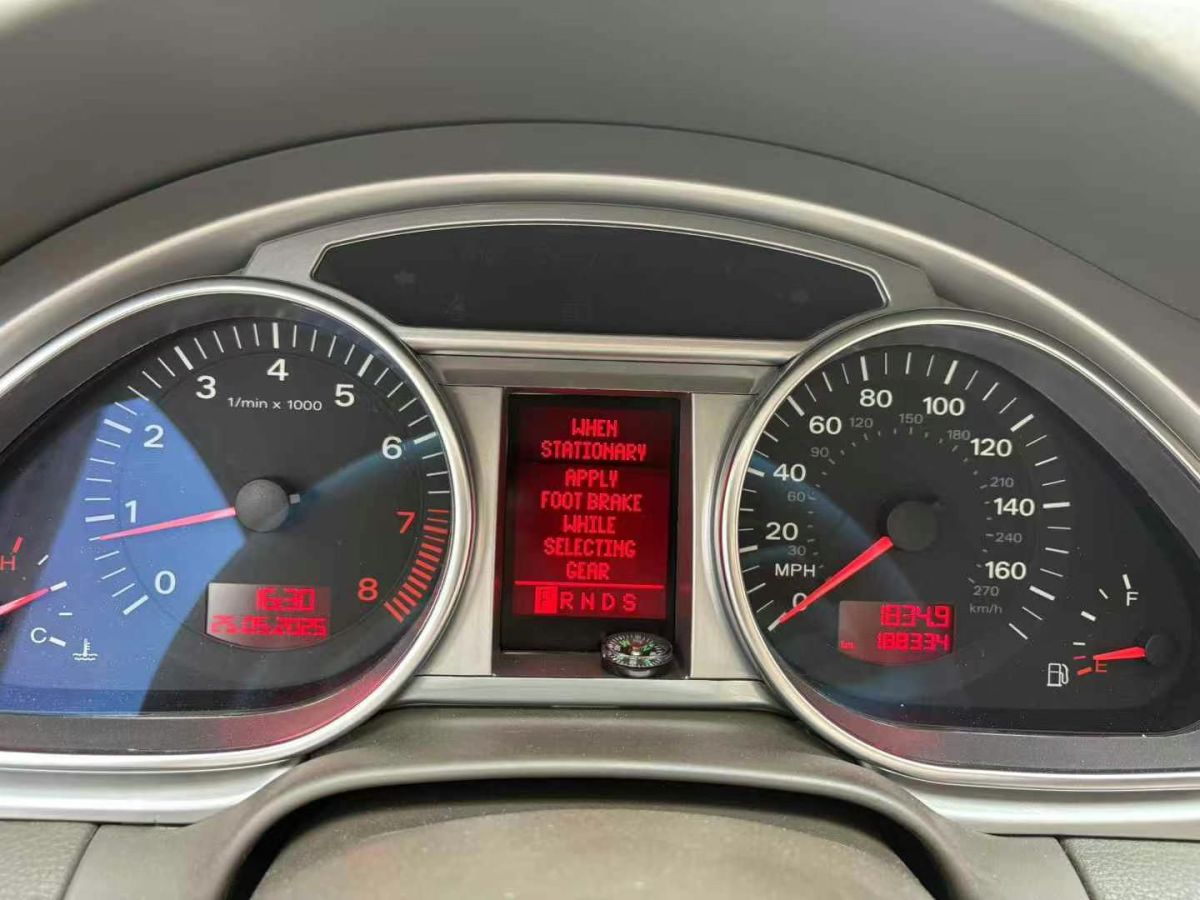 0
1
2
3
4
5
6
7
8
1/min x 1000
H
C
16:30
25.05.2025
WHEN
STATIONARY
APPLY
FOOT BRAKE
WHILE
SELECTING
GEAR
P R N D S
0
20
40
60
80
100
120
140
160
MPH
30
60
90
120
150
180
210
240
270
km/h
1834.9
km 188334
F
E